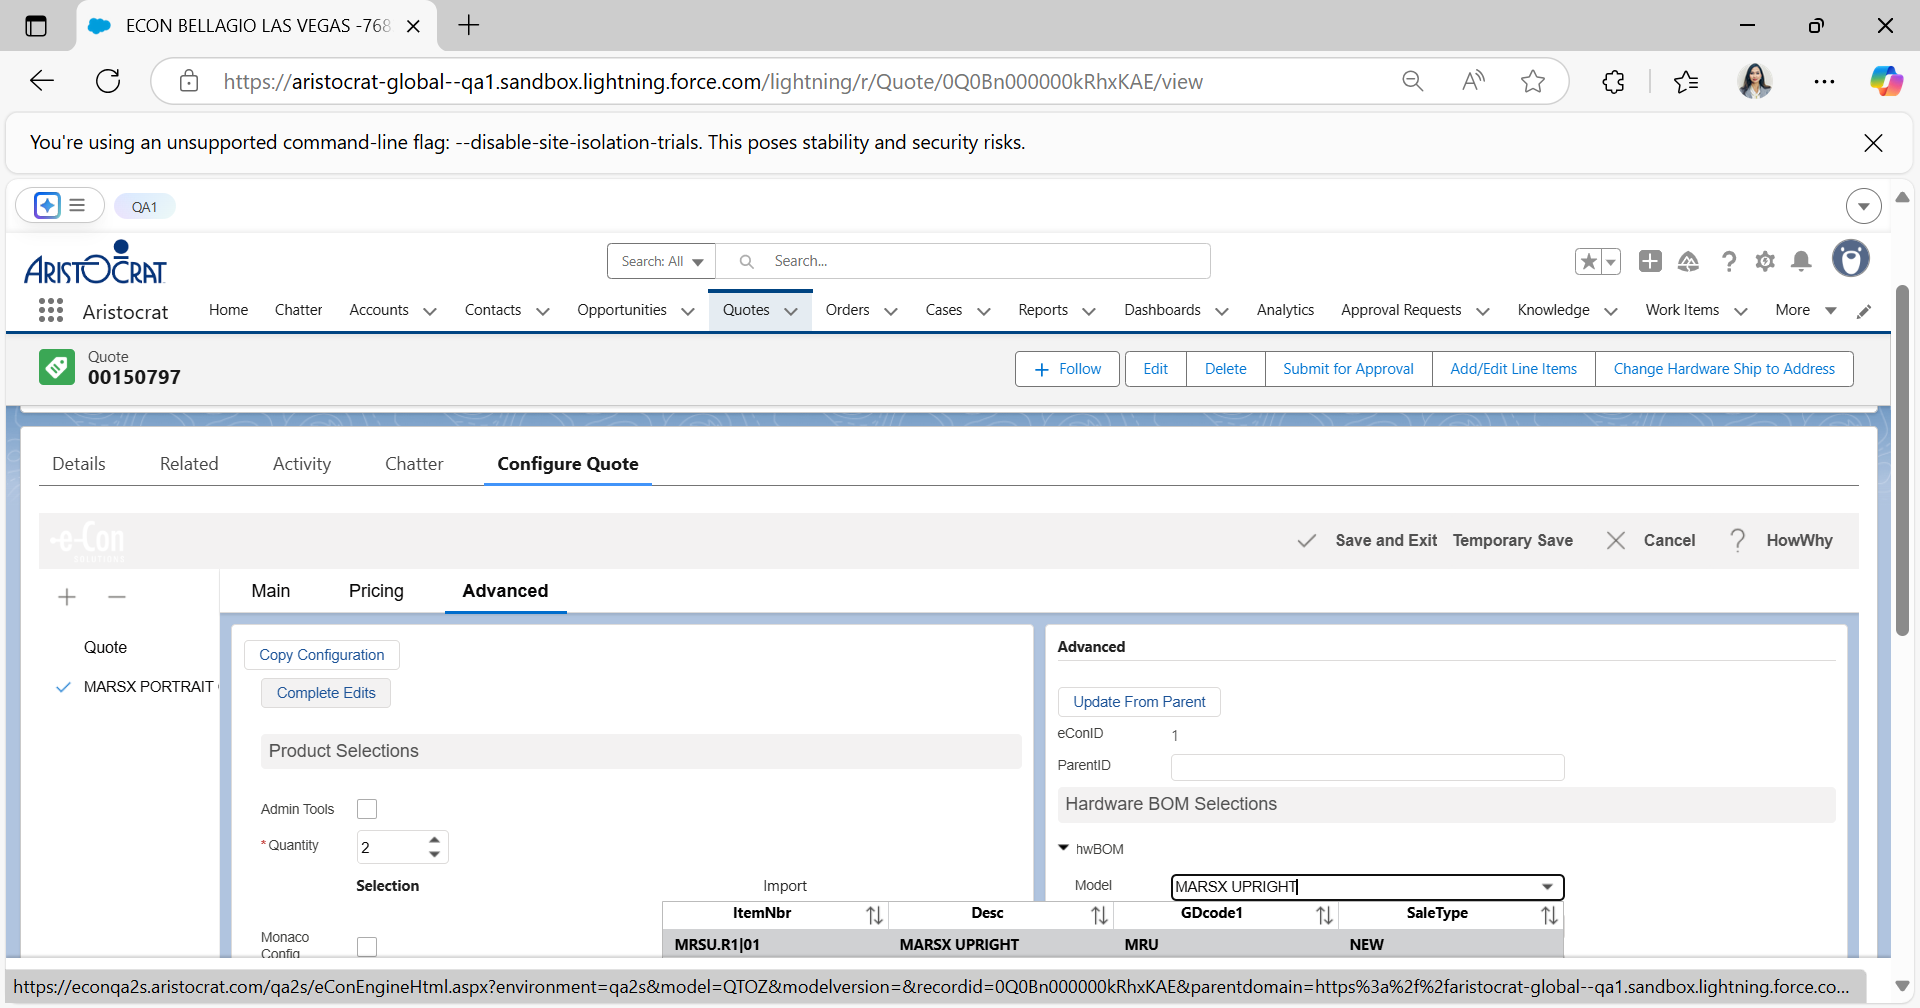 ECON BELLAGIO LAS VEGAS -768
https://aristocrat-global--qa1.sandbox.lightning.force.com/lightning/r/Quote/0Q0Bn000000kRhxKAE/view
You're using an unsupported command-line flag: --disable-site-isolation-trials. This poses stability and security risks.
QA1
ARISTOCRAT
Search: All
Search...
Aristocrat
Home
Chatter
Accounts
Contacts
Opportunities
Quotes
Orders
Cases
Reports
Dashboards
Analytics
Approval Requests
Knowledge
Work Items
More
Quote
00150797
Follow
Edit
Delete
Submit for Approval
Add/Edit Line Items
Change Hardware Ship to Address
Details
Related
Activity
Chatter
Configure Quote
e-Con
SOLUTIONS
Save and Exit
Temporary Save
Cancel
HowWhy
Main
Pricing
Advanced
Quote
MARSX PORTRAIT
Copy Configuration
Complete Edits
Product Selections
Admin Tools
*Quantity
2
Selection
Import
Monaco
Config
Advanced
Update From Parent
eConID
1
ParentID
Hardware BOM Selections
hwBOM
Model
MARSX UPRIGHT
ItemNbr
Desc
GDcode1
SaleType
MRSU.R1|01
MARSX UPRIGHT
MRU
NEW
https://econqa2s.aristocrat.com/qa2s/eConEngineHtml.aspx?environment=qa2s&model=QTOZ&modelversion=&recordid=0Q0Bn000000kRhxKAE&parentdomain=https%3a%2f%2faristocrat-global--qa1.sandbox.lightning.force.co...